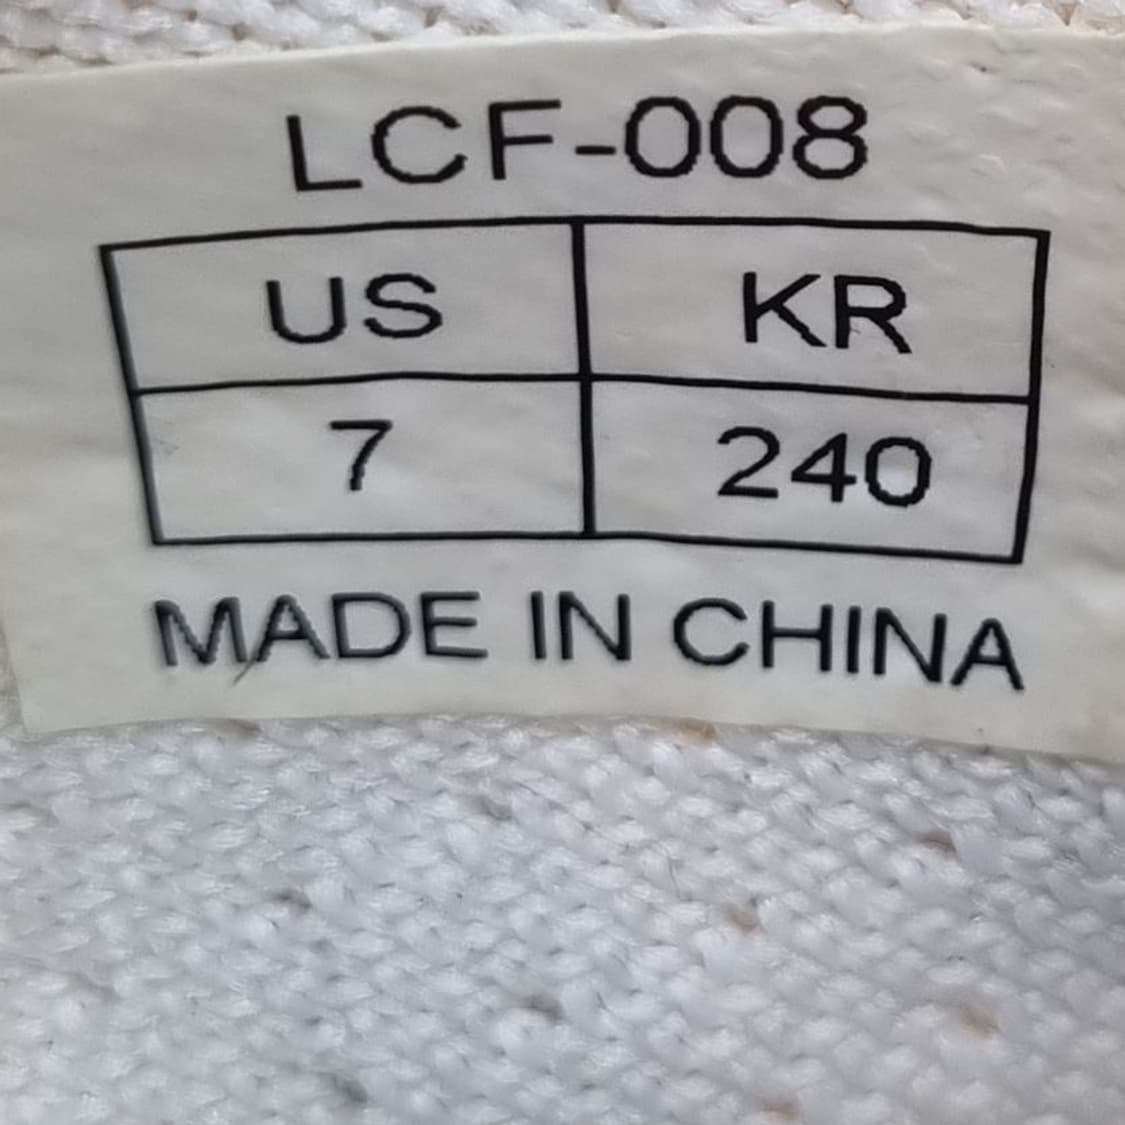 LCF-008
US KR
7 240
MADE IN CHINA